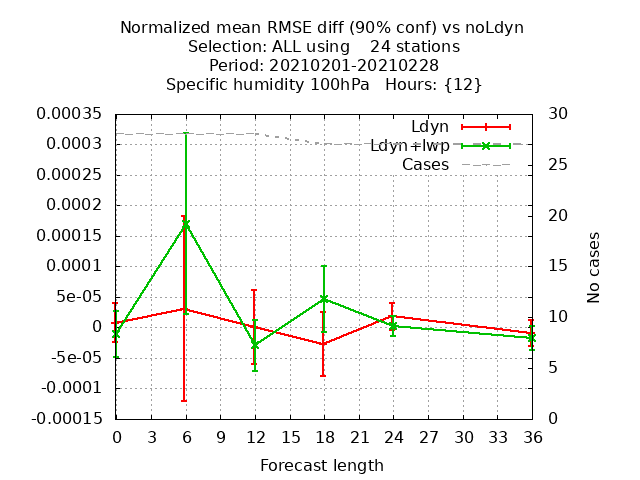 Normalized mean RMSE diff (90% conf) vs noLdyn
Selection: ALL using    24 stations
Period: 20210201-20210228
Specific humidity 100hPa   Hours: {12}
0.00035
0.0003
0.00025
0.0002
0.00015
0.0001
5e-05
0
-5e-05
-0.0001
-0.00015
30
25
20
15
10
5
0
Ldyn
Ldyn+lwp
Cases
No cases
0 3 6 9 12 15 18 21 24 27 30 33 36
Forecast length